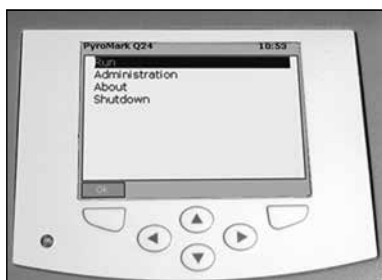 PyroMark Q24 10:53
Run
Administration
About
Shutdown
Ok